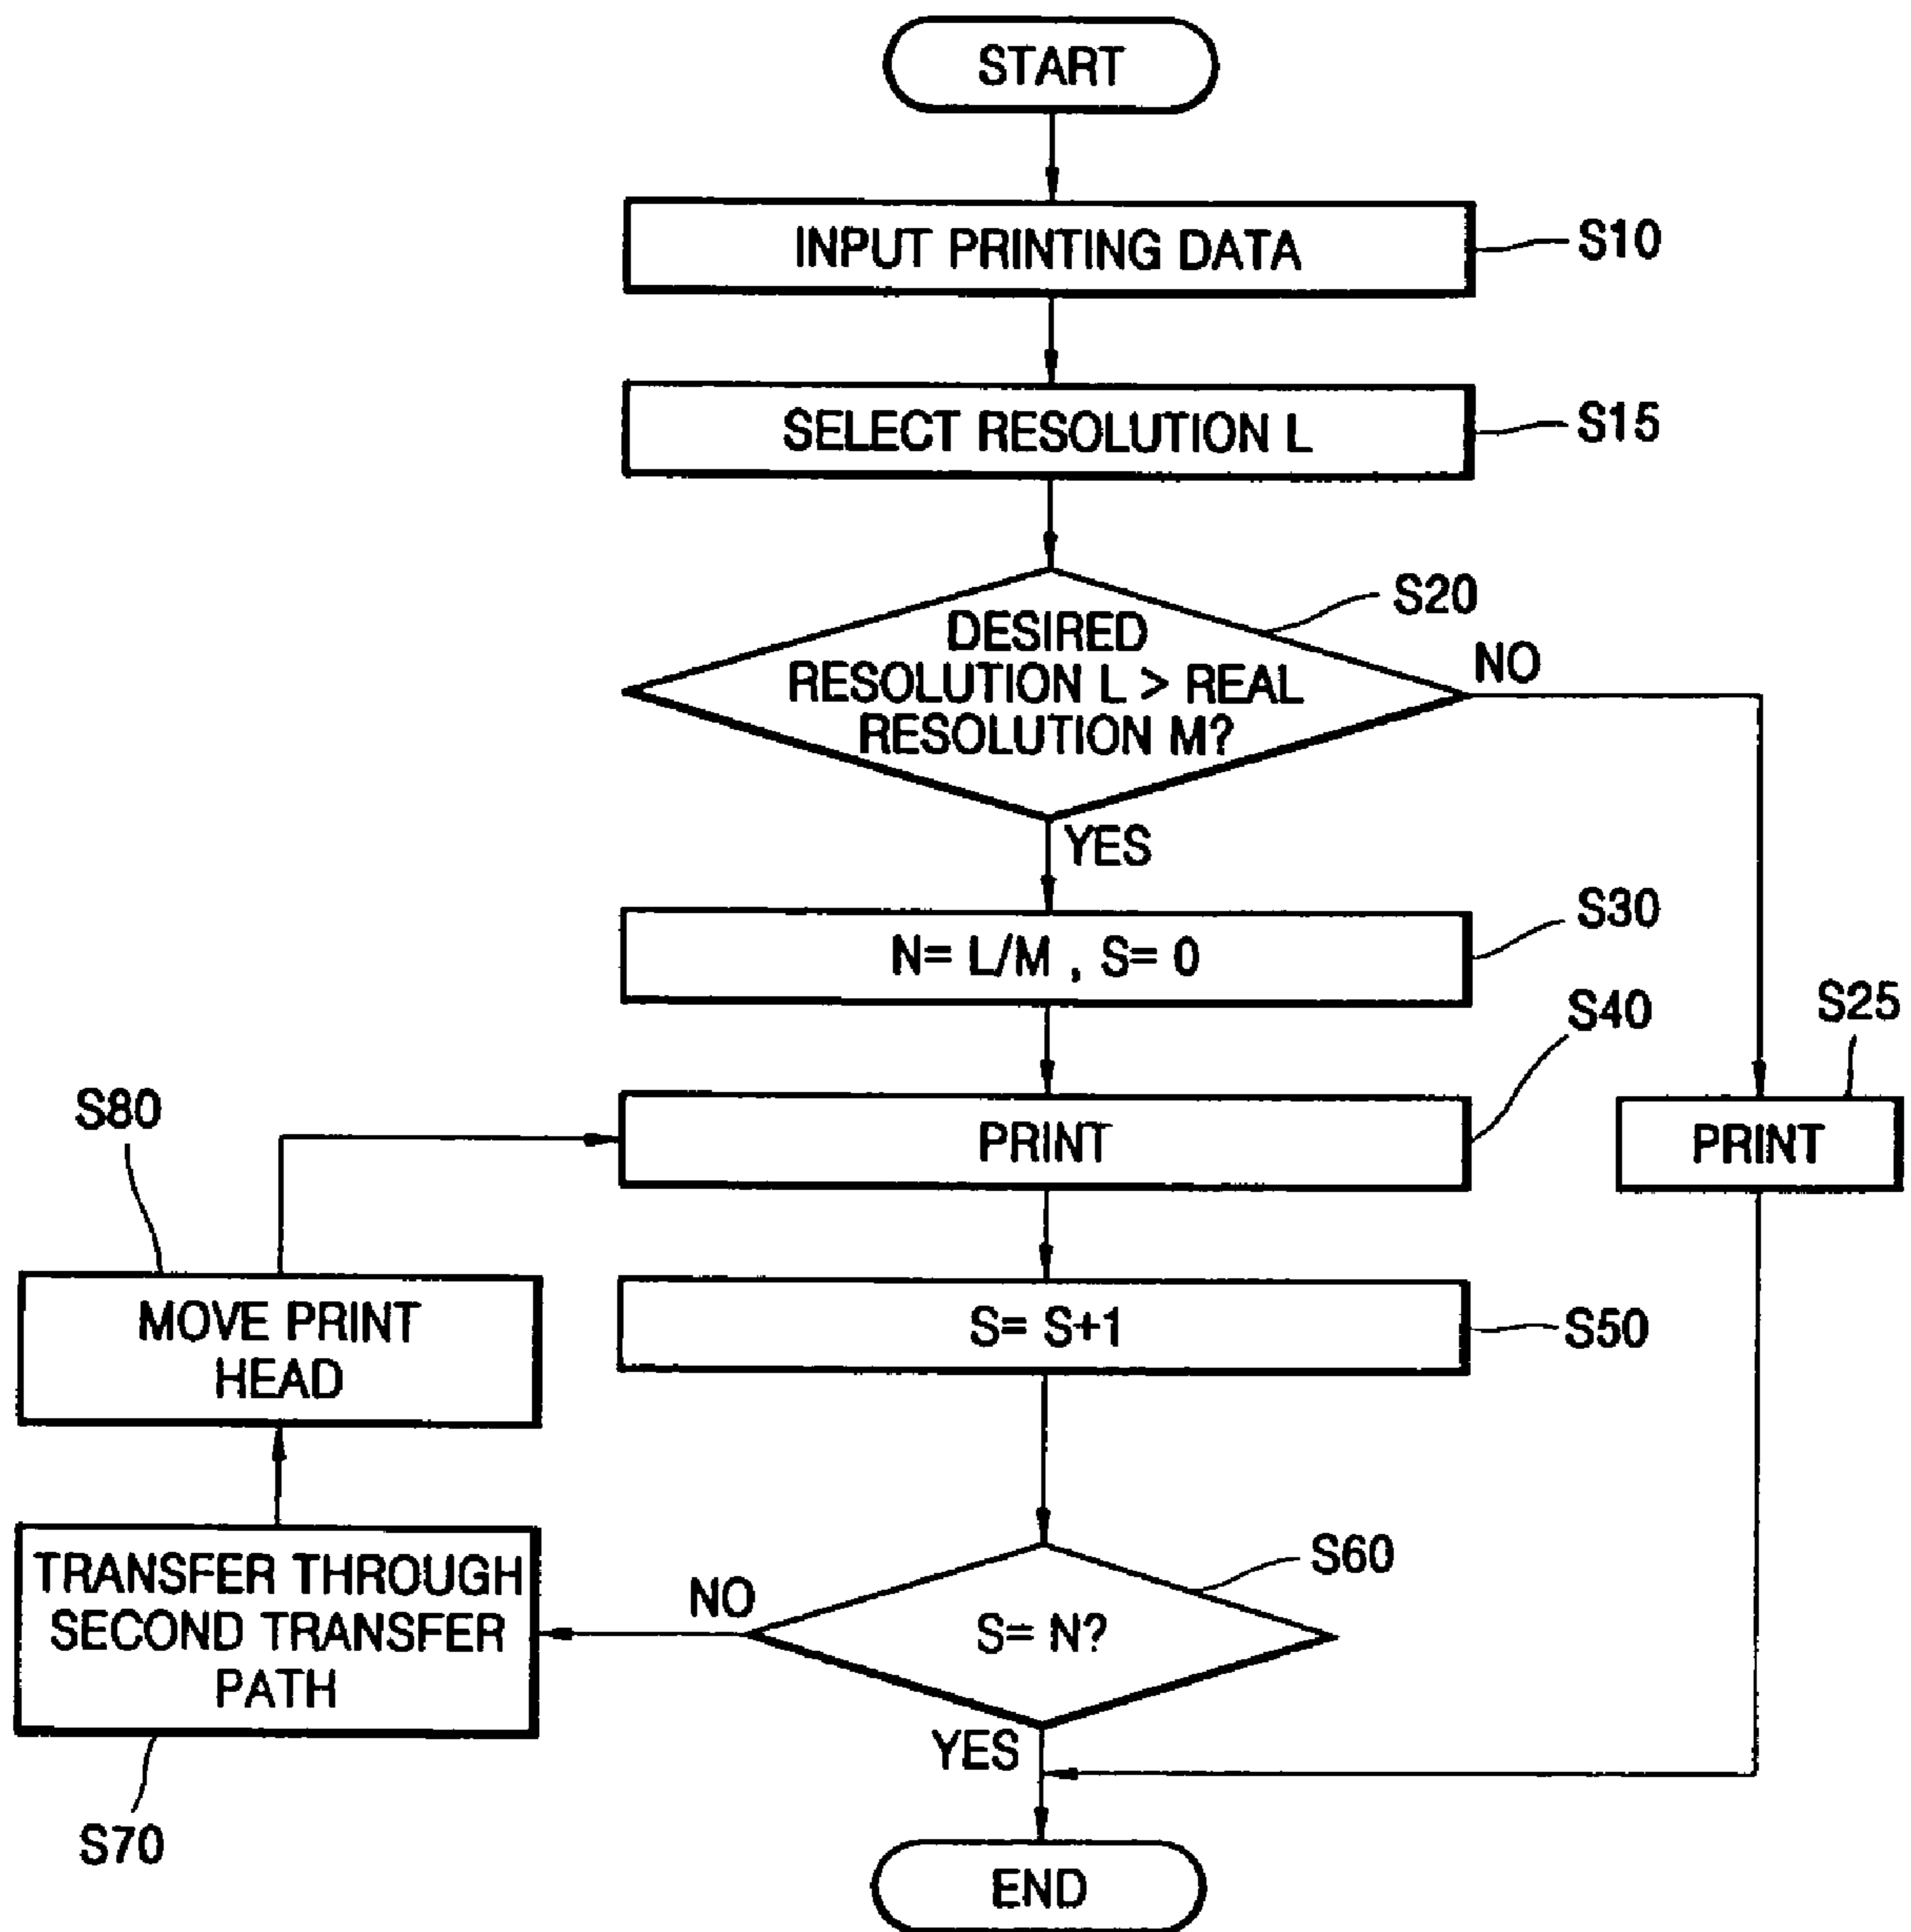 START
INPUT PRINTING DATA
S10
SELECT RESOLUTION L
S15
DESIRED
RESOLUTION L > REAL
RESOLUTION M?
S20
NO
YES
N= L/M , S= 0
S30
PRINT
S40
PRINT
S25
S80
MOVE PRINT
HEAD
S= S+1
S50
TRANSFER THROUGH
SECOND TRANSFER
PATH
S70
NO
S= N?
S60
YES
END